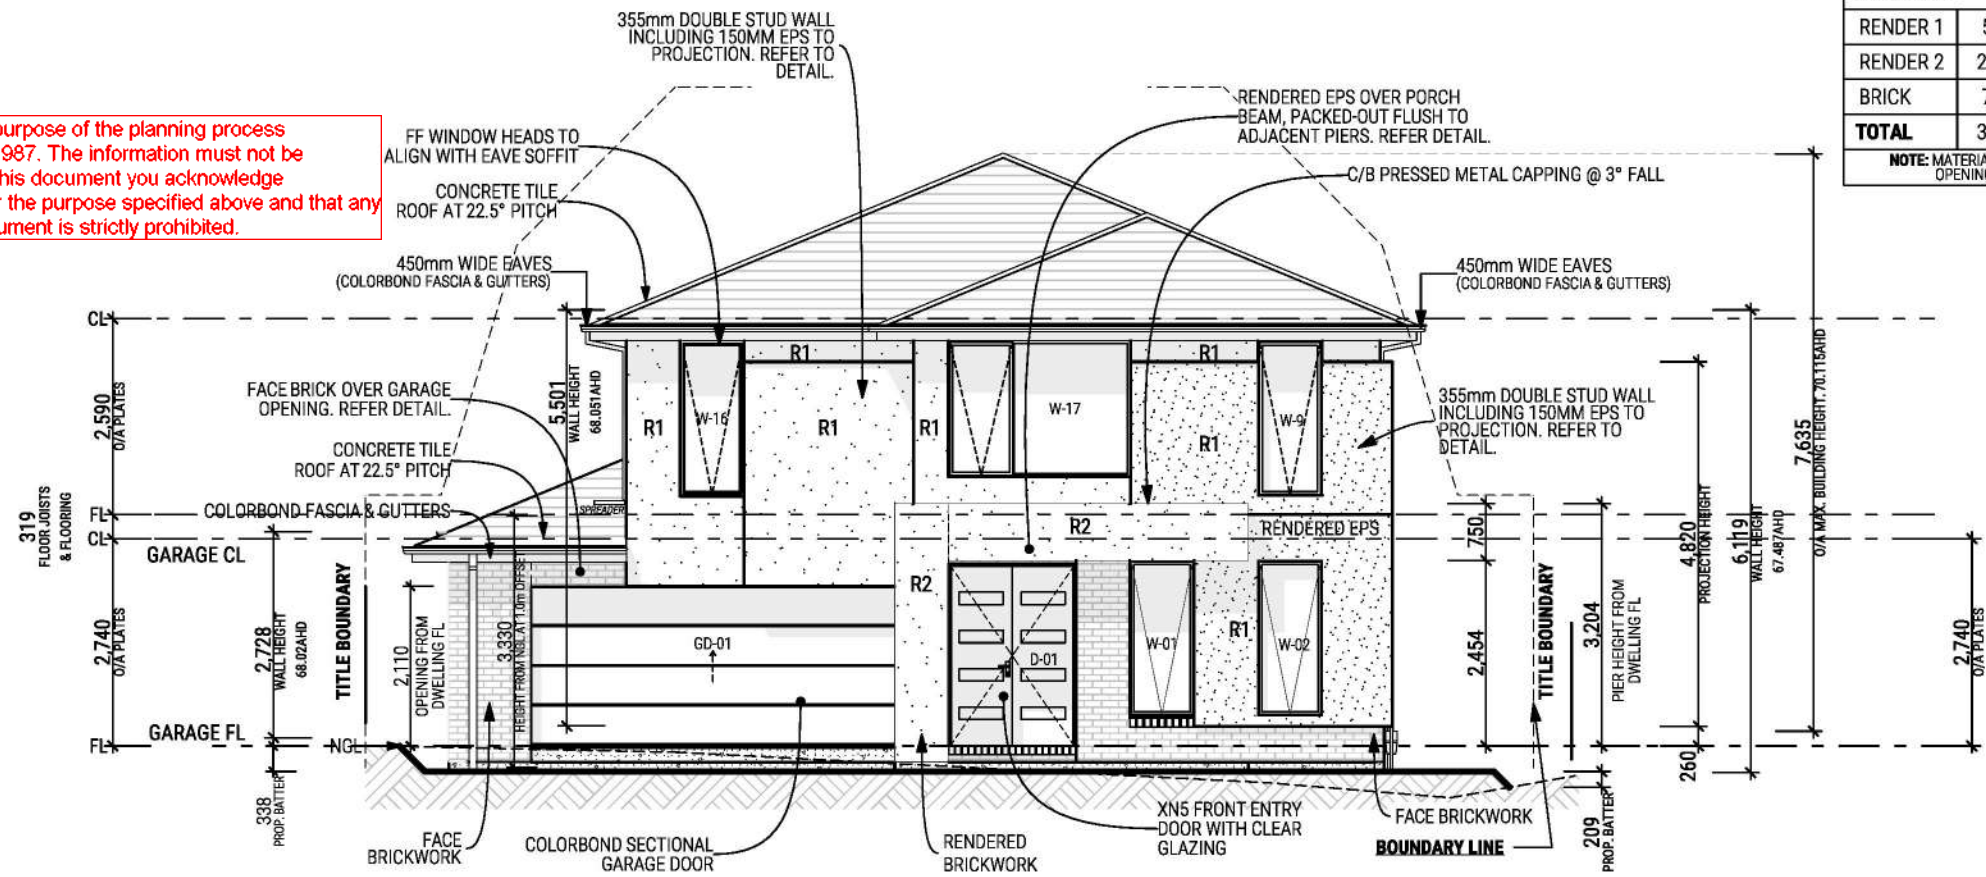 purpose of the planning process
987. The information must not be
this document you acknowledge
the purpose specified above and that any
ument is strictly prohibited.
355mm DOUBLE STUD WALL
INCLUDING 150MM EPS TO
PROJECTION. REFER TO
DETAIL.
FF WINDOW HEADS TO
ALIGN WITH EAVE SOFFIT
CONCRETE TILE
ROOF AT 22.5° PITCH
450mm WIDE EAVES
(COLORBOND FASCIA & GUTTERS)
RENDERED EPS OVER PORCH
BEAM, PACKED-OUT FLUSH TO
ADJACENT PIERS. REFER DETAIL.
C/B PRESSED METAL CAPPING @ 3° FALL
450mm WIDE EAVES
(COLORBOND FASCIA & GUTTERS)
RENDER 1
RENDER 2
BRICK
TOTAL
NOTE:
CL
2,590
O/A PLATES
FACE BRICK OVER GARAGE
OPENING. REFER DETAIL.
CONCRETE TILE
ROOF AT 22.5° PITCH
COLORBOND FASCIA & GUTTERS
5,501
WALL HEIGHT
68.051AHD
R1
R1
R1
R1
R1
R1
W-16
W-17
W-9
355mm DOUBLE STUD WALL
INCLUDING 150MM EPS TO
PROJECTION. REFER TO
DETAIL.
319
FLOOR JOISTS
& FLOORING
FL
CL
GARAGE CL
SPREADER
R2
RENDERED EPS
2,740
O/A PLATES
2,728
WALL HEIGHT
68.02AHD
TITLE BOUNDARY
2,110
OPENING FROM
DWELLING FL
3,330
HEIGHT FROM NGL AT 1.0m OFFSET
GD-01
R2
D-01
W-01
R1
W-02
750
2,454
TITLE BOUNDARY
3,204
PIER HEIGHT FROM
DWELLING FL
4,820
PROJECTION HEIGHT
6,119
WALL HEIGHT
67.487AHD
7,635
O/A MAX. BUILDING HEIGHT. 70.115AHD
2,740
O/A PLATES
FL
GARAGE FL
NGL
338
PROP. BATTER
260
209
PROP. BATTER
FACE
BRICKWORK
COLORBOND SECTIONAL
GARAGE DOOR
RENDERED
BRICKWORK
XN5 FRONT ENTRY
DOOR WITH CLEAR
GLAZING
FACE BRICKWORK
BOUNDARY LINE